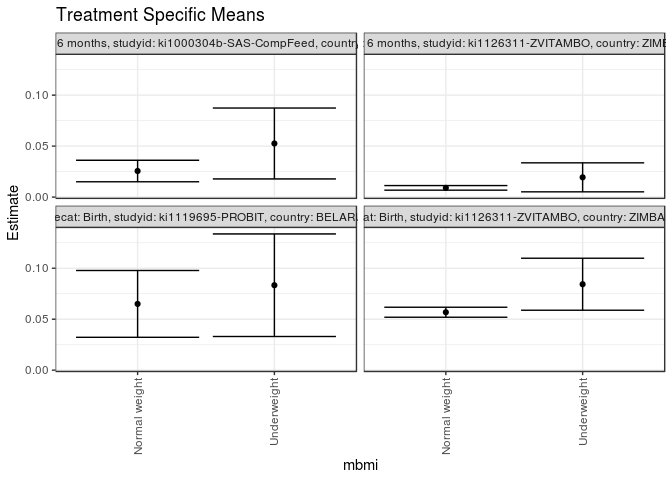 Treatment Specific Means
6 months, studyid: ki1000304b-SAS-CompFeed, country
6 months, studyid: ki1126311-ZVITAMBO, country: ZIMB
0.10
0.05
0.00
ecat: Birth, studyid: ki1119695-PROBIT, country: BELAR
at: Birth, studyid: ki1126311-ZVITAMBO, country: ZIMBA
0.10
0.05
0.00
Estimate
Normal weight
Underweight
Normal weight
Underweight
mbmi